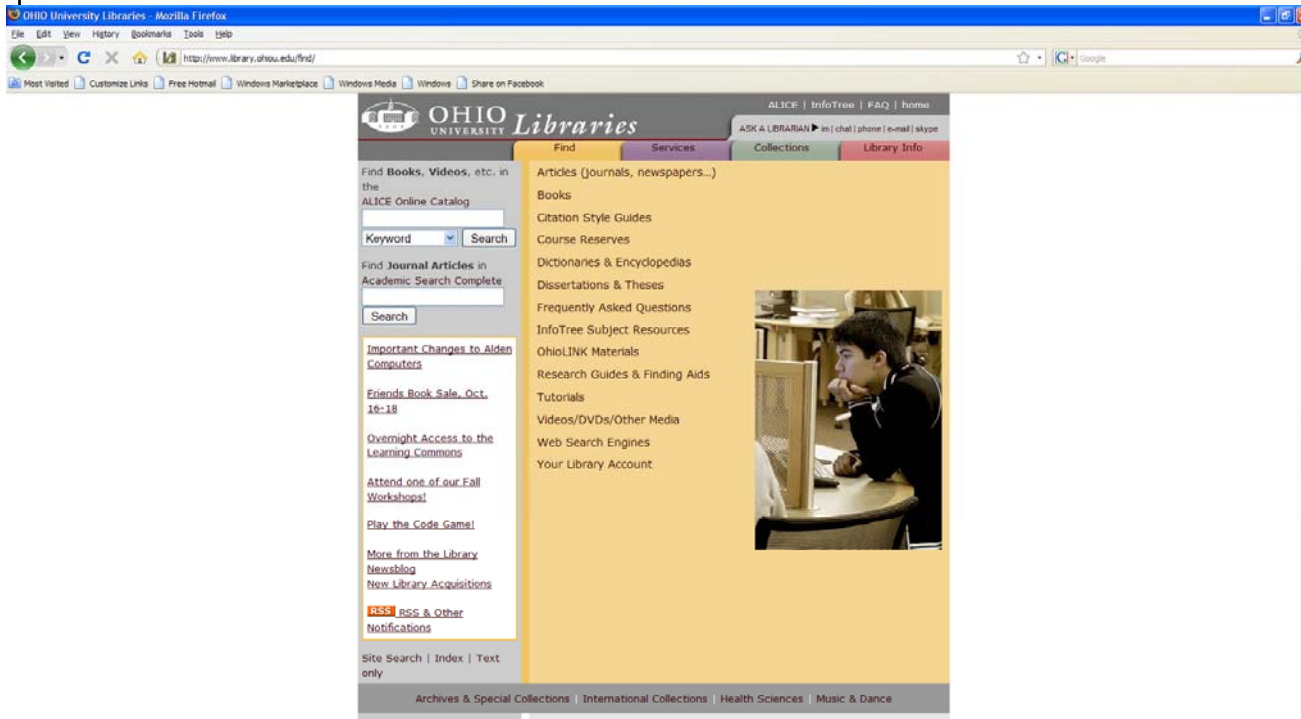 OHIO University Libraries - Mozilla Firefox
File Edit View History Bookmarks Tools Help
http://www.library.ohiou.edu/find/
Google
Most Visited Customize Links Free Hotmail Windows Marketplace Windows Media Windows Share on Facebook
OHIO
UNIVERSITY
Libraries
ALICE | InfoTree | FAQ | home
ASK A LIBRARIAN im | chat | phone | e-mail | skype
Find Services Collections Library Info
Find Books, Videos, etc. in
the
ALICE Online Catalog
Keyword Search
Find Journal Articles in
Academic Search Complete
Search
Important Changes to Alden
Computers
Friends Book Sale, Oct.
16-18
Overnight Access to the
Learning Commons
Attend one of our Fall
Workshops!
Play the Code Game!
More from the Library
Newsblog
New Library Acquisitions
RSS RSS & Other
Notifications
Site Search | Index | Text
only
Articles (journals, newspapers...)
Books
Citation Style Guides
Course Reserves
Dictionaries & Encyclopedias
Dissertations & Theses
Frequently Asked Questions
InfoTree Subject Resources
OhioLINK Materials
Research Guides & Finding Aids
Tutorials
Videos/DVDs/Other Media
Web Search Engines
Your Library Account
Archives & Special Collections | International Collections | Health Sciences | Music & Dance